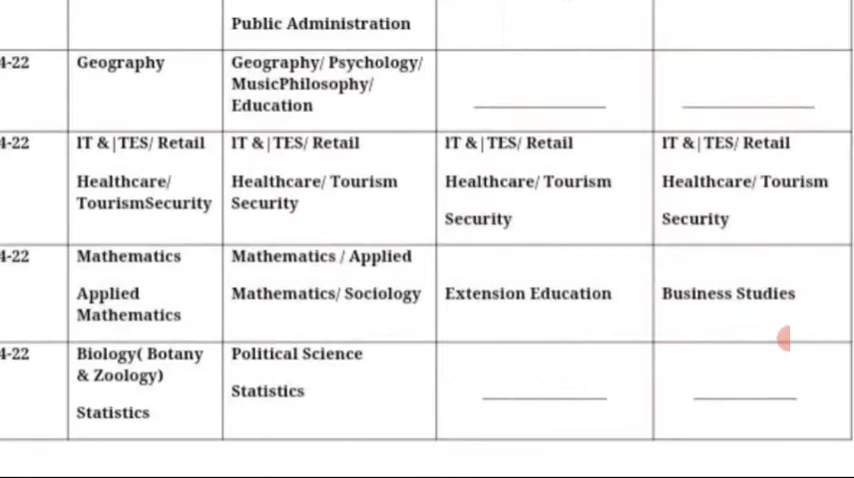 Public Administration
4-22 Geography Geography/ Psychology/
MusicPhilosophy/
Education
4-22 IT &|TES/ Retail IT &|TES/ Retail IT &|TES/ Retail IT &|TES/ Retail
Healthcare/ Healthcare/ Tourism Healthcare/ Tourism Healthcare/ Tourism
TourismSecurity Security Security Security
4-22 Mathematics Mathematics / Applied
Applied Mathematics/ Sociology Extension Education Business Studies
Mathematics
4-22 Biology( Botany Political Science
& Zoology)
Statistics
Statistics